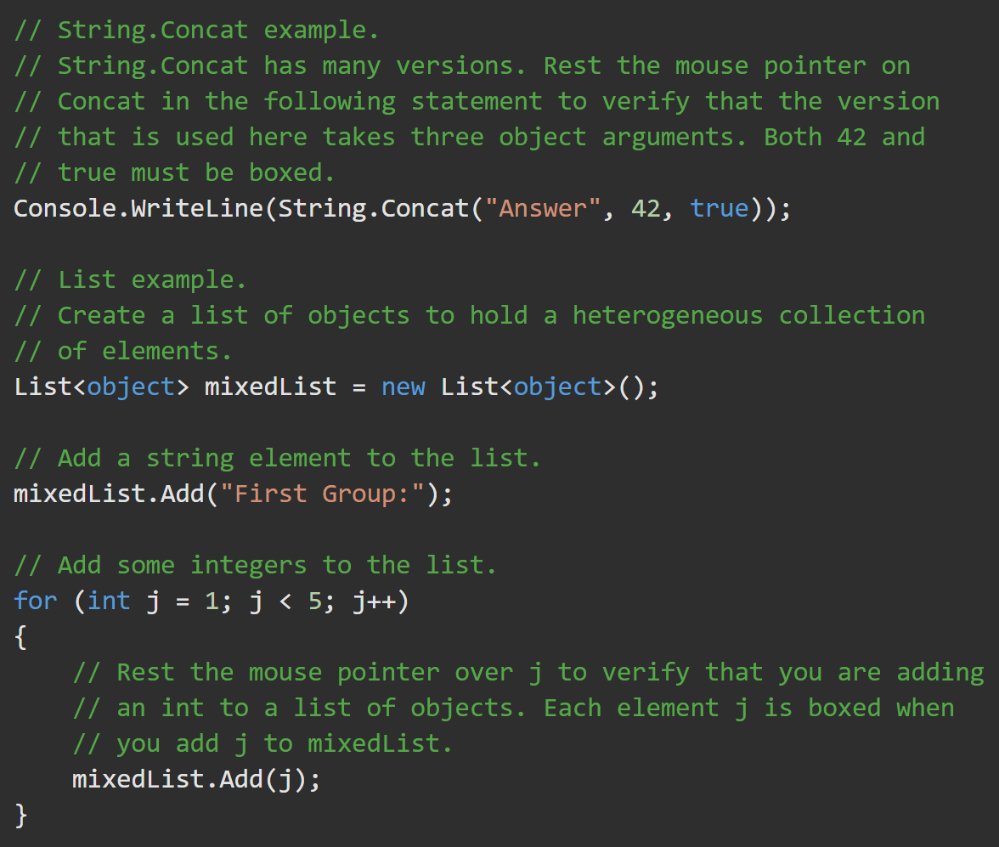 // String.Concat example.
// String.Concat has many versions. Rest the mouse pointer on
// Concat in the following statement to verify that the version
// that is used here takes three object arguments. Both 42 and
// true must be boxed.
Console.WriteLine(String.Concat("Answer", 42, true));

// List example.
// Create a list of objects to hold a heterogeneous collection
// of elements.
List<object> mixedList = new List<object>();

// Add a string element to the list.
mixedList.Add("First Group:");

// Add some integers to the list.
for (int j = 1; j < 5; j++)
{
    // Rest the mouse pointer over j to verify that you are adding
    // an int to a list of objects. Each element j is boxed when
    // you add j to mixedList.
    mixedList.Add(j);
}